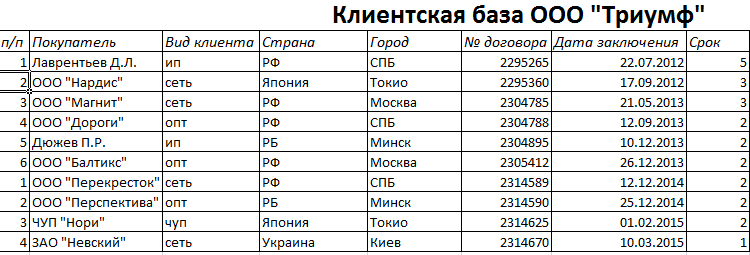 Клиентская база ООО "Триумф"
п/п Покупатель Вид клиента Страна Город № договора Дата заключения Срок
1 Лаврентьев Д.Л. ип РФ СПБ 2295265 22.07.2012 5
2 ООО "Нардис" сеть Япония Токио 2295360 17.09.2012 3
3 ООО "Магнит" сеть РФ Москва 2304785 21.05.2013 3
4 ООО "Дороги" опт РФ СПБ 2304788 12.09.2013 2
5 Дюжев П.Р. ип РБ Минск 2304895 10.12.2013 2
6 ООО "Балтикс" опт РФ Москва 2305412 26.12.2013 2
1 ООО "Перекресток" сеть РФ СПБ 2314589 12.12.2014 2
2 ООО "Перспектива" опт РБ Минск 2314590 25.12.2014 2
3 ЧУП "Нори" чуп Япония Токио 2314625 01.02.2015 2
4 ЗАО "Невский" сеть Украина Киев 2314670 10.03.2015 1